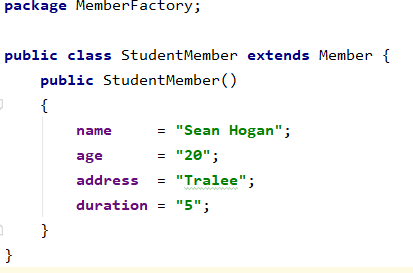 package MemberFactory;
public class StudentMember extends Member {
    public StudentMember()
    {
        name     = "Sean Hogan";
        age      = "20";
        address  = "Tralee";
        duration = "5";
    }
}